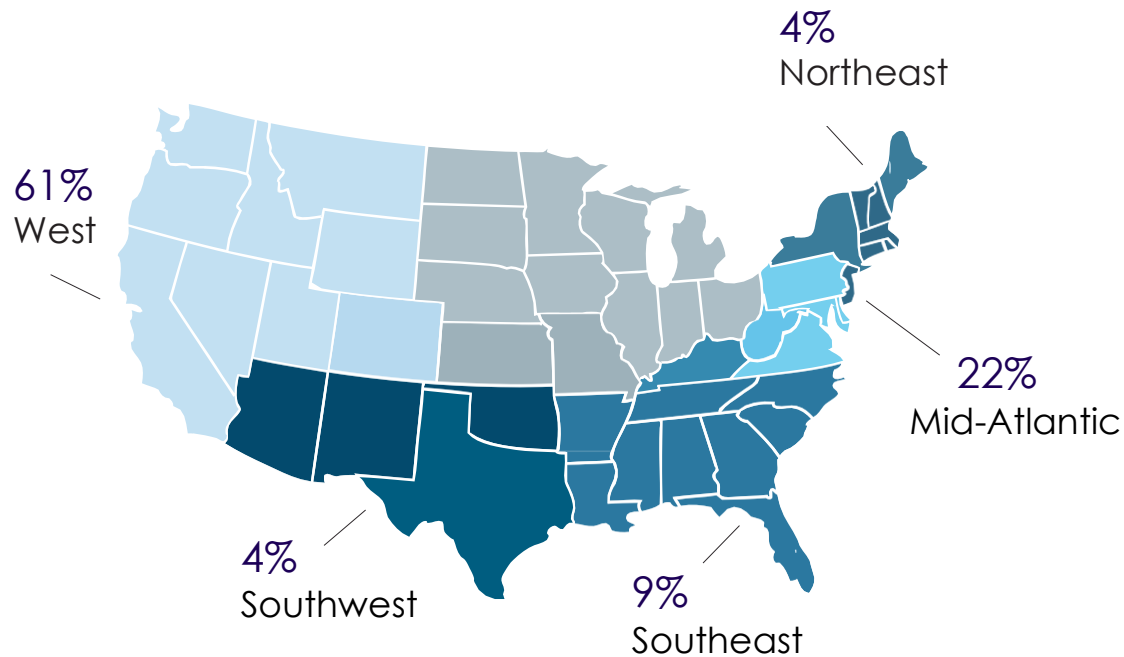 4%
Northeast
61%
West
22%
Mid-Atlantic
4%
Southwest
9%
Southeast